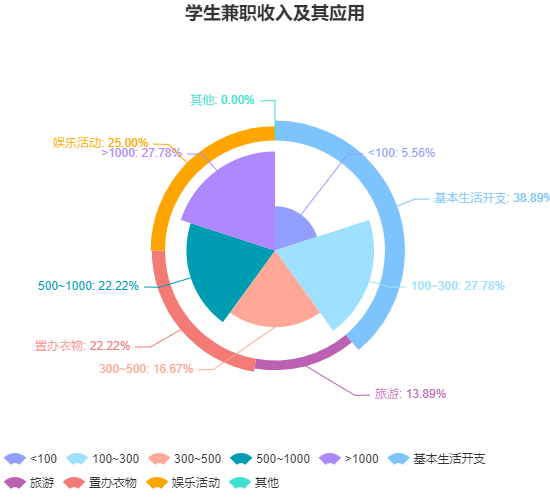 学生兼职收入及其应用
其他: 0.00%
娱乐活动: 25.00%
>1000: 27.78%
<100: 5.56%
基本生活开支: 38.89%
500~1000: 22.22%
100~300: 27.78%
置办衣物: 22.22%
300~500: 16.67%
旅游: 13.89%
<100 100~300 300~500 500~1000 >1000 基本生活开支
旅游 置办衣物 娱乐活动 其他